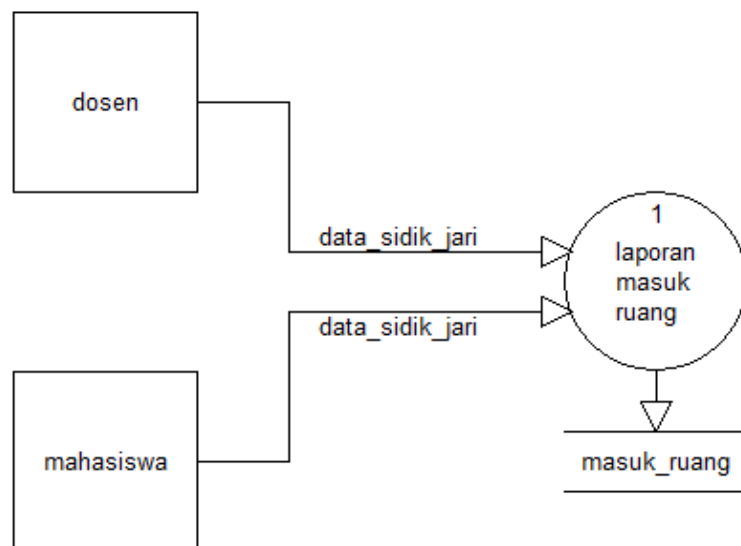 dosen
data_sidik_jari
1
laporan
masuk
ruang
data_sidik_jari
mahasiswa
masuk_ruang